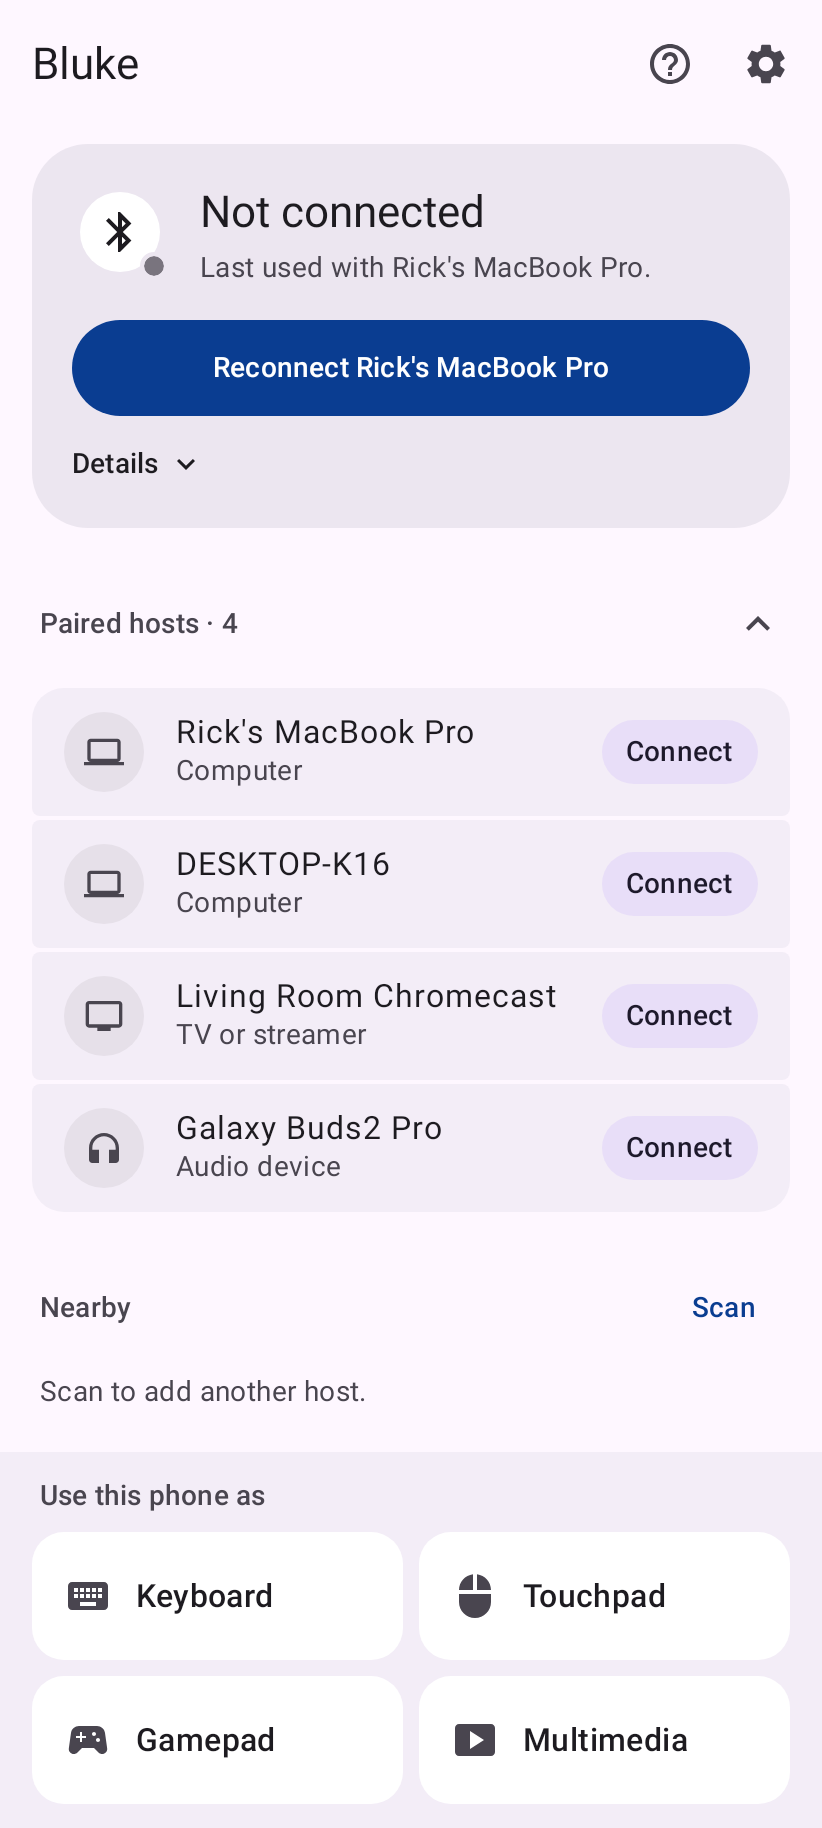 Bluke
Not connected
Last used with Rick's MacBook Pro.
Reconnect Rick's MacBook Pro
Details
Paired hosts · 4
Rick's MacBook Pro
Computer
Connect
DESKTOP-K16
Computer
Connect
Living Room Chromecast
TV or streamer
Connect
Galaxy Buds2 Pro
Audio device
Connect
Nearby
Scan
Scan to add another host.
Use this phone as
Keyboard
Touchpad
Gamepad
Multimedia